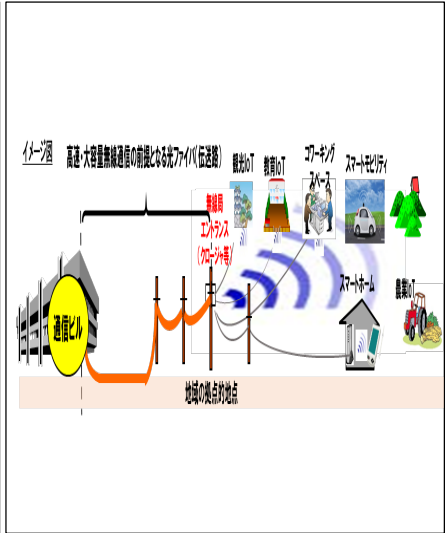 イメージ図
高速・大容量無線通信の前提となる光ファイバ（伝送路）
観光IoT
教育IoT
コワーキング
スペース
スマートモビリティ
無線局
エントランス
（クロージャ等）
スマートホーム
農業IoT
通信ビル
地域の拠点的地点